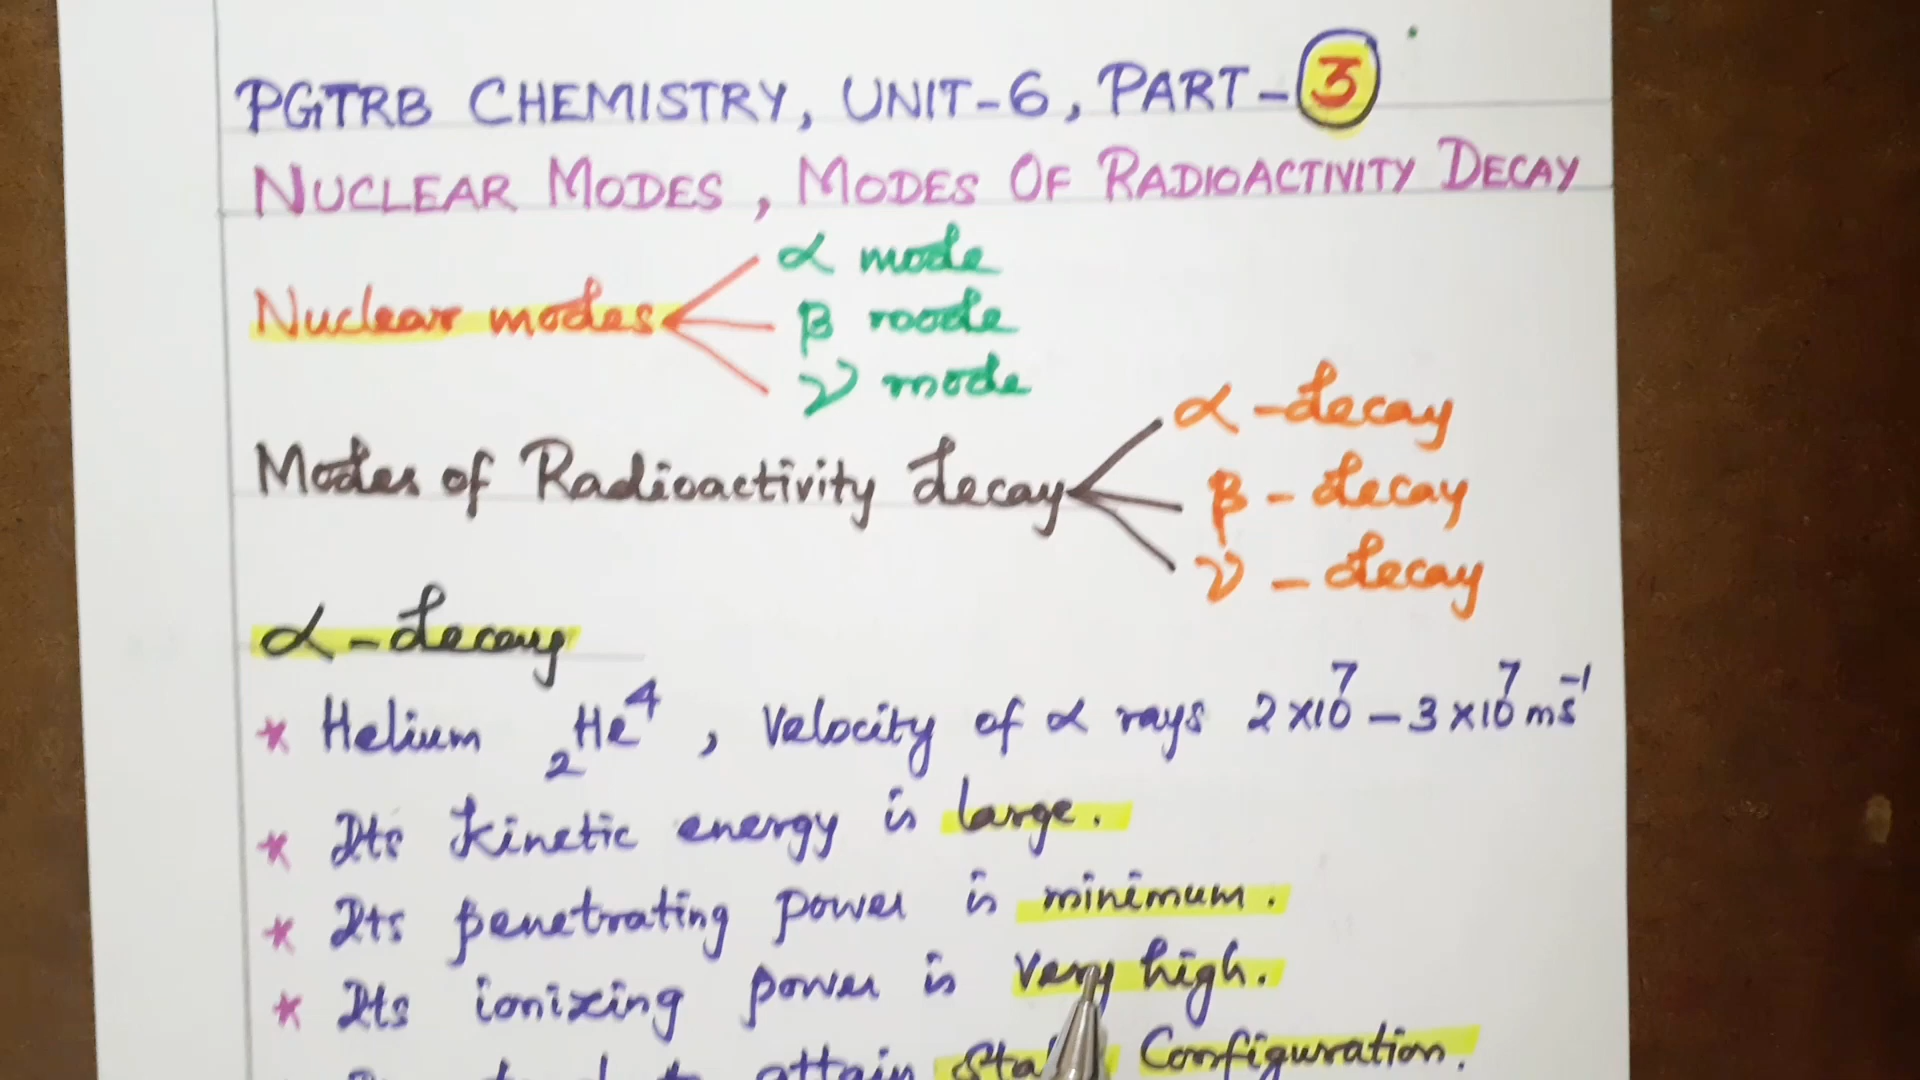 PGTRB CHEMISTRY, UNIT-6, PART-3
NUCLEAR MODES, MODES OF RADIOACTIVITY DECAY
Nuclear modes
α mode
β mode
γ mode
Modes of Radioactivity decay
α-decay
β-decay
γ-decay
α-decay
* Helium ₂He⁴, Velocity of α rays 2×10⁷ – 3×10⁷ ms⁻¹
* Its kinetic energy is large.
* Its penetrating power is minimum.
* Its ionizing power is very high.
attain Configuration.